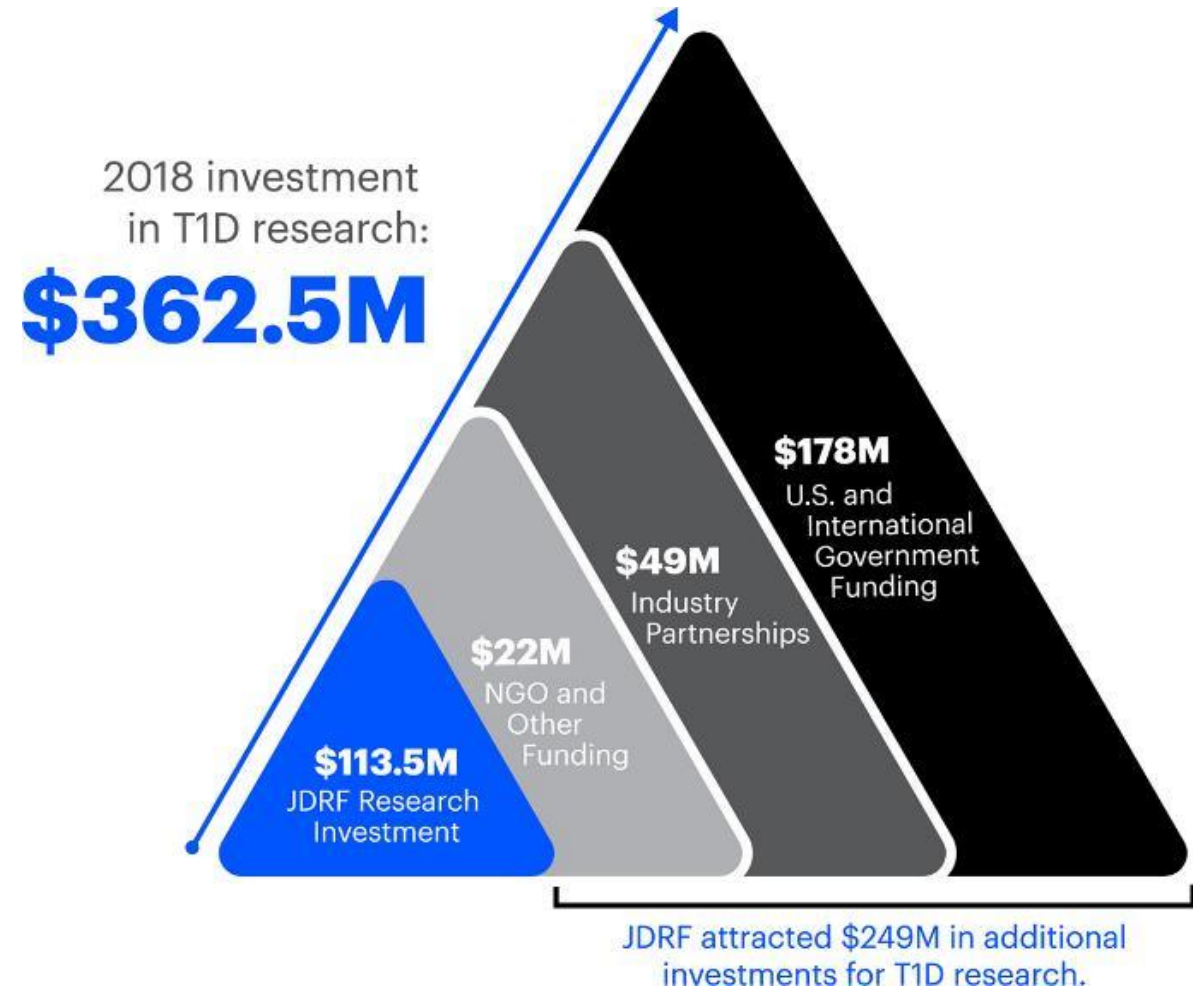 2018 investment
in T1D research:
$362.5M
$178M
U.S. and
International
Government
Funding
$49M
Industry
Partnerships
$22M
NGO and
Other
Funding
$113.5M
JDRF Research
Investment
JDRF attracted $249M in additional
investments for T1D research.